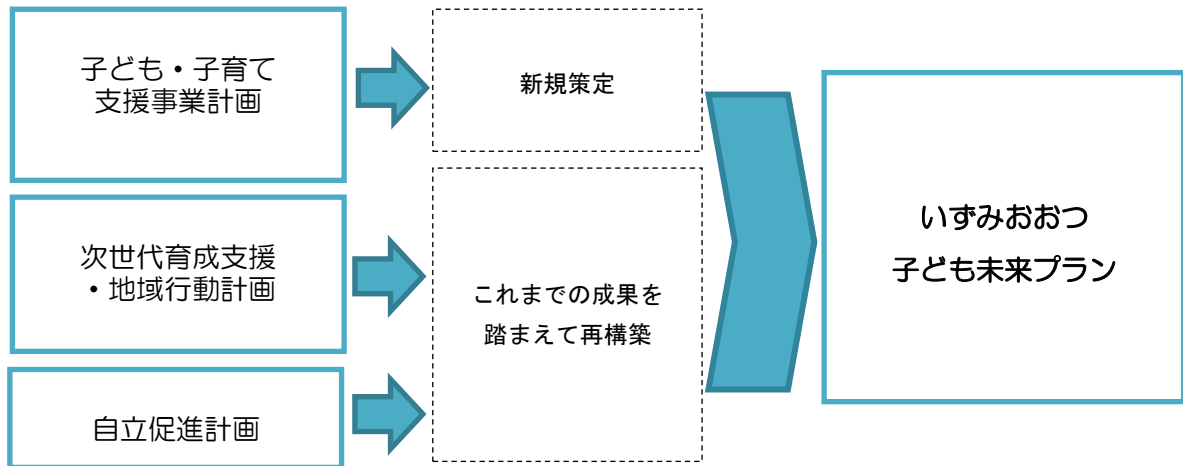 子ども・子育て
支援事業計画
新規策定
次世代育成支援
・地域行動計画
これまでの成果を
踏まえて再構築
自立促進計画
いずみおおつ
子ども未来プラン